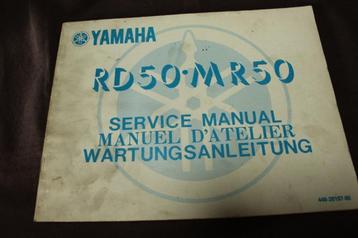 YAMAHA
RD50·MR50
SERVICE MANUAL
MANUEL D'ATELIER
WARTUNGSANLEITUNG